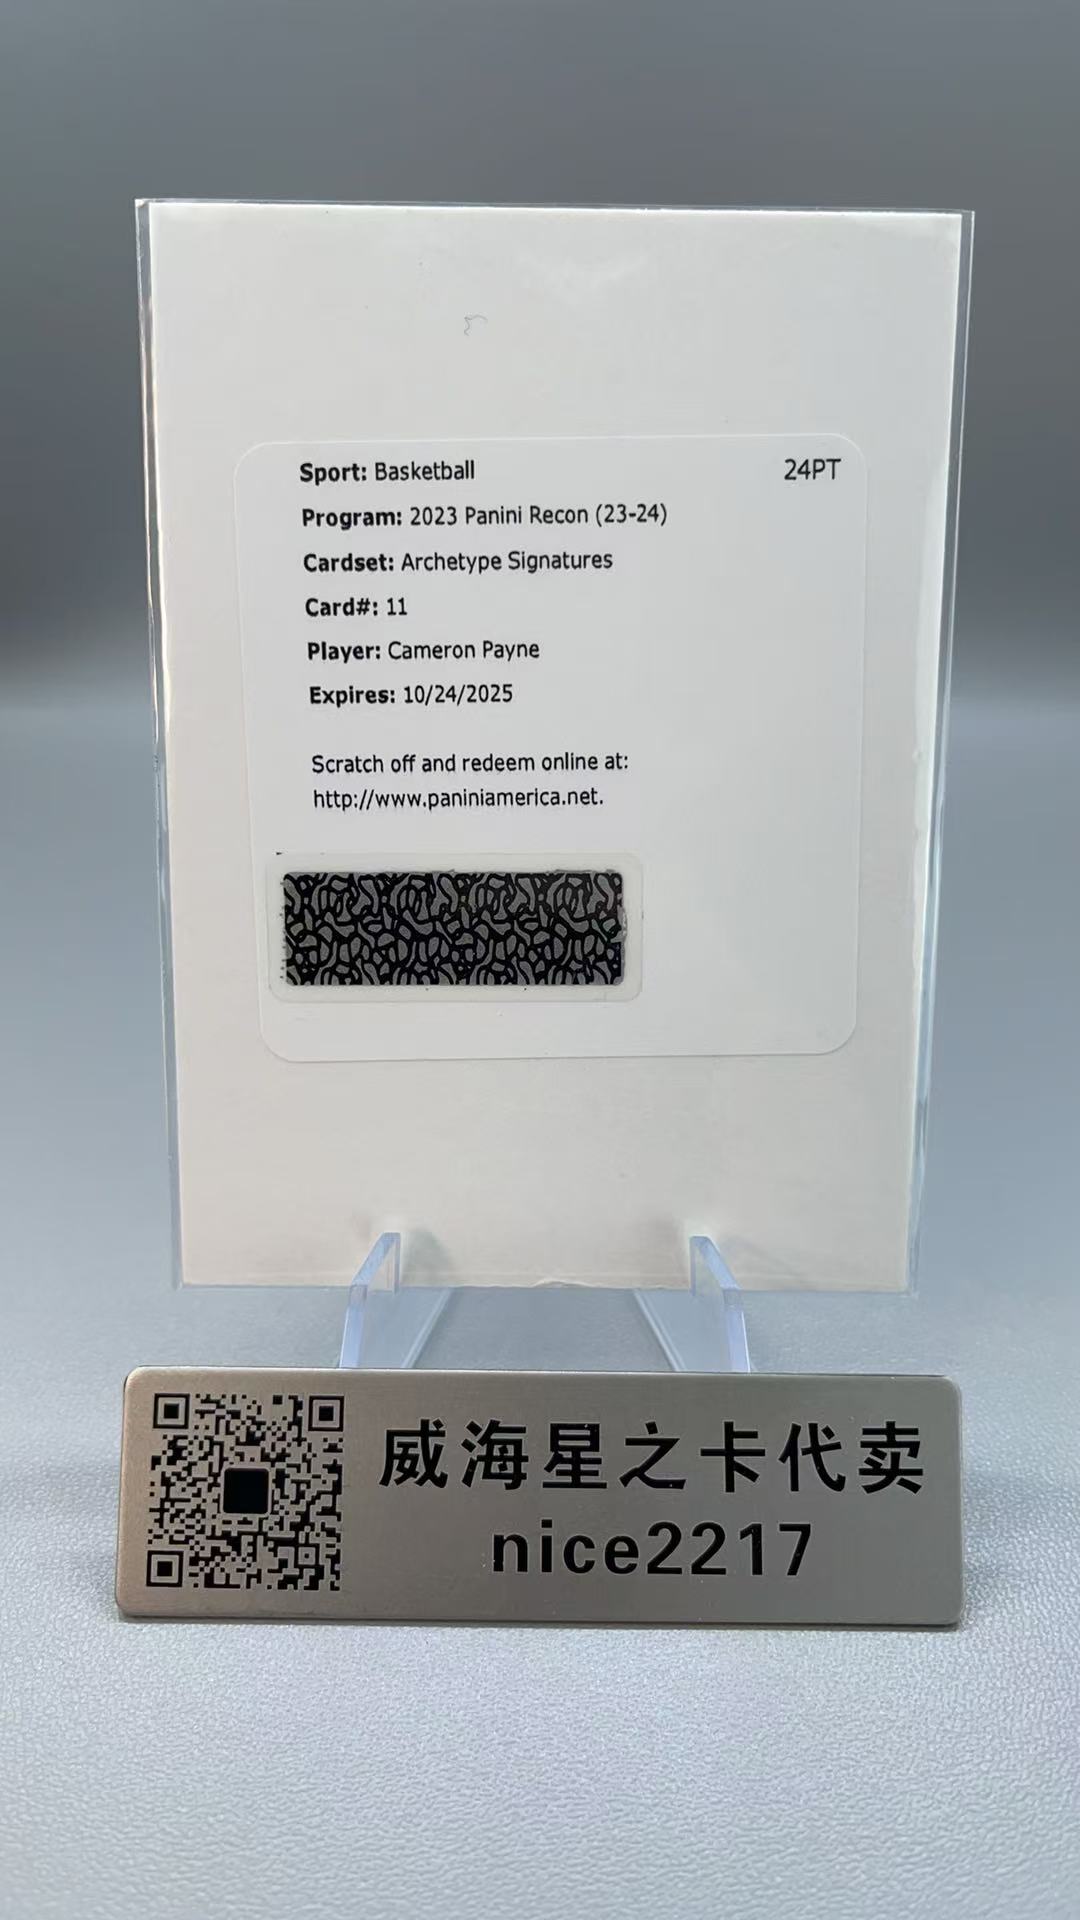 Sport: Basketball 24PT
Program: 2023 Panini Recon (23-24)
Cardset: Archetype Signatures
Card#: 11
Player: Cameron Payne
Expires: 10/24/2025
Scratch off and redeem online at:
http://www.paniniamerica.net.
威海星之卡代卖
nice2217